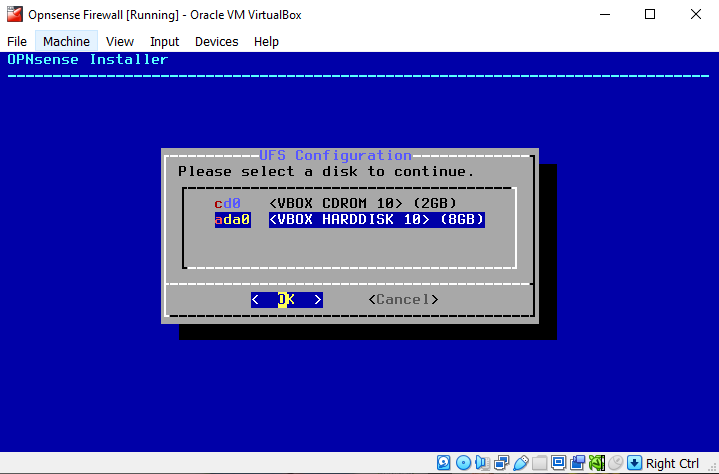 Opnsense Firewall [Running] - Oracle VM VirtualBox
File Machine View Input Devices Help
OPNsense Installer
UFS Configuration
Please select a disk to continue.
cd0 <VBOX CDROM 10> (2GB)
ada0 <VBOX HARDDISK 10> (8GB)
< OK > <Cancel>
Right Ctrl